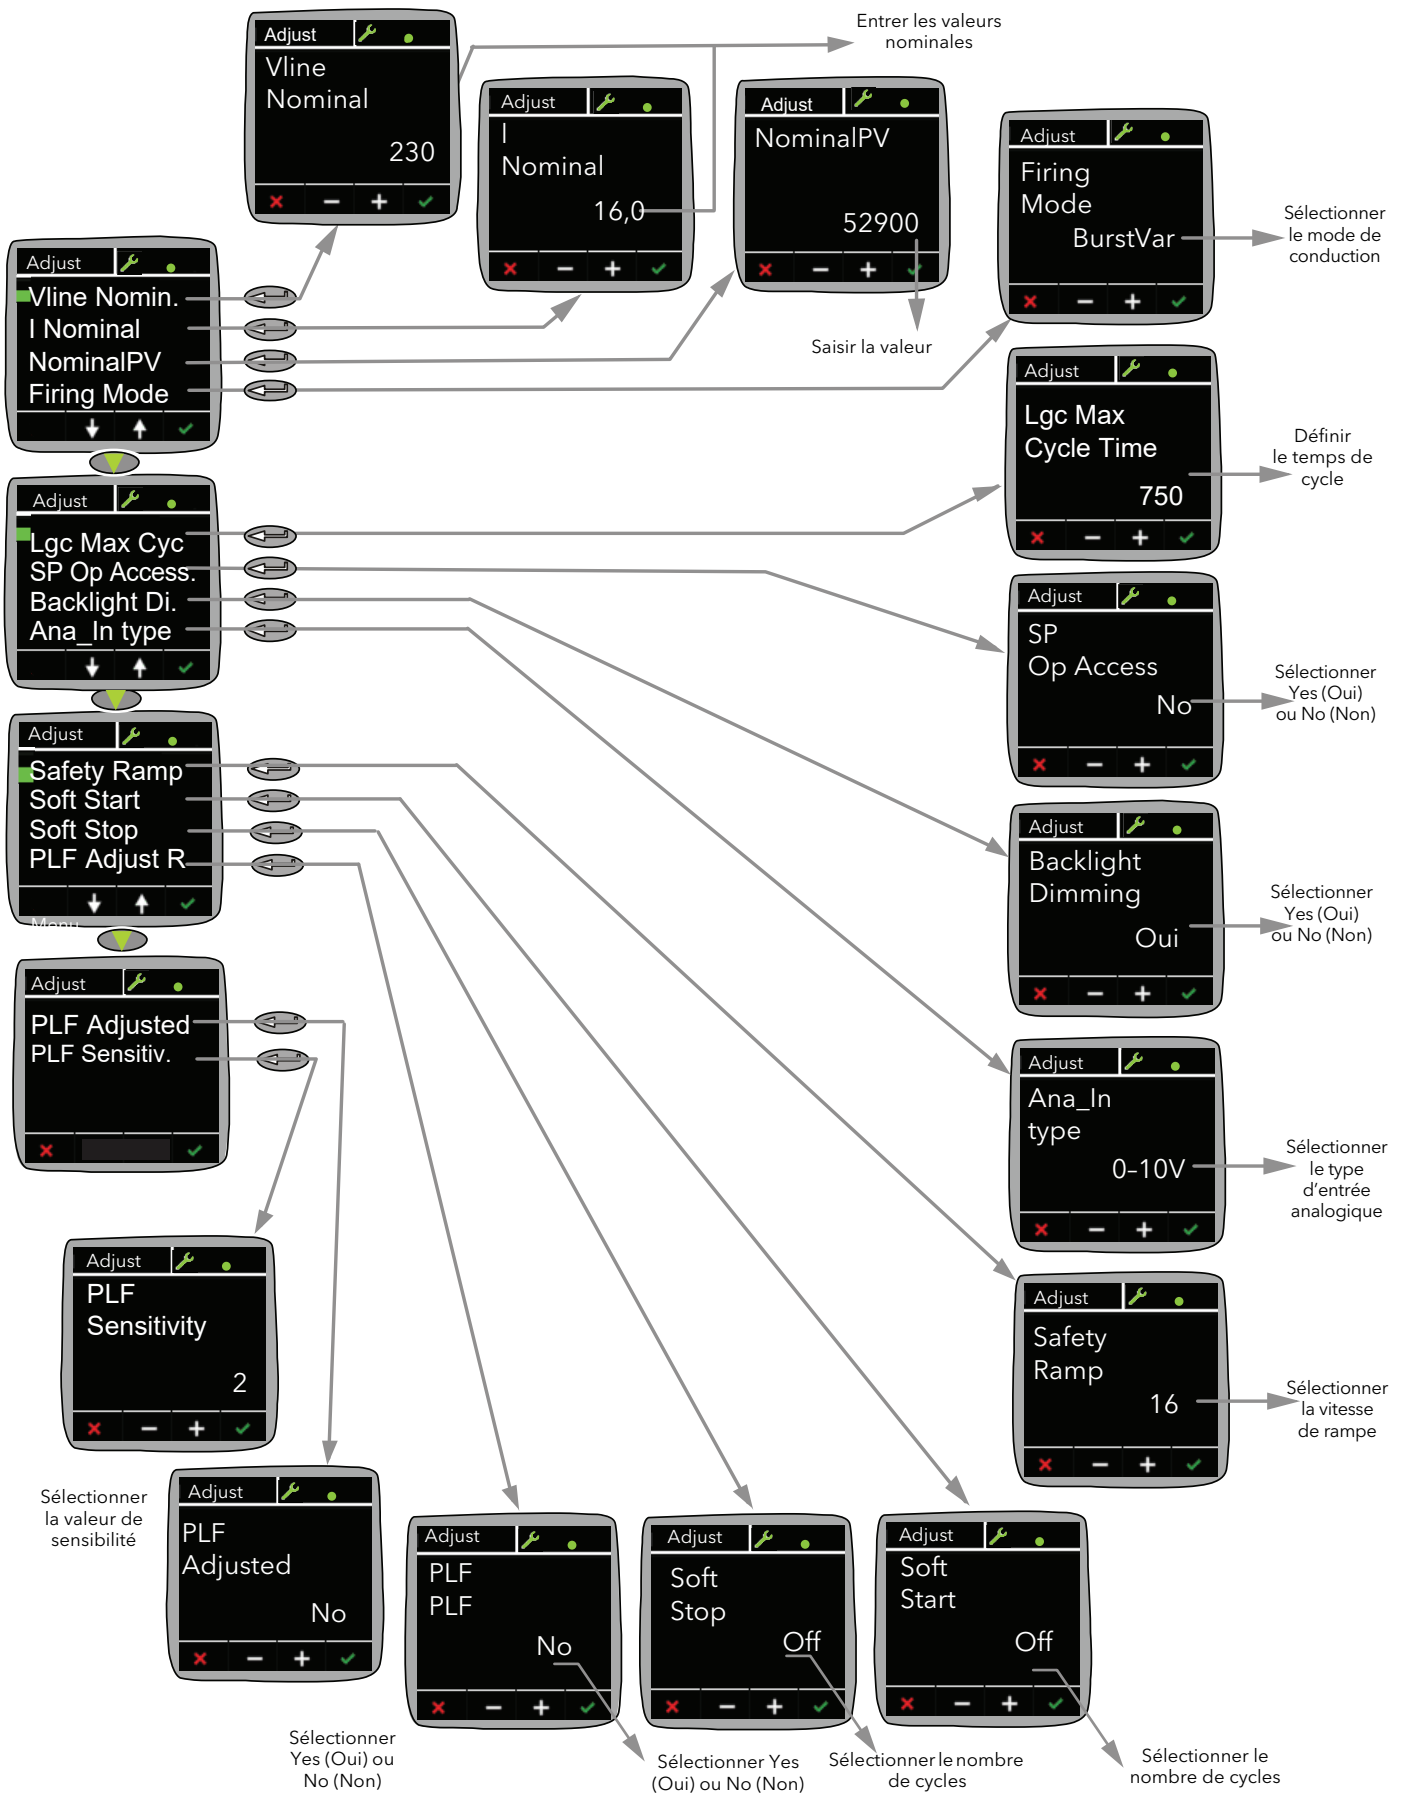 Adjust
Vline
Nominal
230
Entrer les valeurs
nominales
Adjust
I
Nominal
16,0
Adjust
NominalPV
52900
Saisir la valeur
Adjust
Firing
Mode
BurstVar
Sélectionner
le mode de
conduction
Adjust
Vline Nomin.
I Nominal
NominalPV
Firing Mode
Adjust
Lgc Max
Cycle Time
750
Définir
le temps de
cycle
Adjust
Lgc Max Cyc
SP Op Access.
Backlight Di.
Ana_In type
Adjust
SP
Op Access
No
Sélectionner
Yes (Oui)
ou No (Non)
Adjust
Safety Ramp
Soft Start
Soft Stop
PLF Adjust R
Menu
Adjust
Backlight
Dimming
Oui
Sélectionner
Yes (Oui)
ou No (Non)
Adjust
PLF Adjusted
PLF Sensitiv.
Adjust
Ana_In
type
0–10V
Sélectionner
le type
d'entrée
analogique
Adjust
PLF
Sensitivity
2
Sélectionner
la valeur de
sensibilité
Adjust
Safety
Ramp
16
Sélectionner
la vitesse
de rampe
Adjust
PLF
Adjusted
No
Sélectionner
Yes (Oui) ou
No (Non)
Adjust
PLF
PLF
No
Sélectionner Yes
(Oui) ou No (Non)
Adjust
Soft
Stop
Off
Sélectionner le nombre
de cycles
Adjust
Soft
Start
Off
Sélectionner le
nombre de cycles